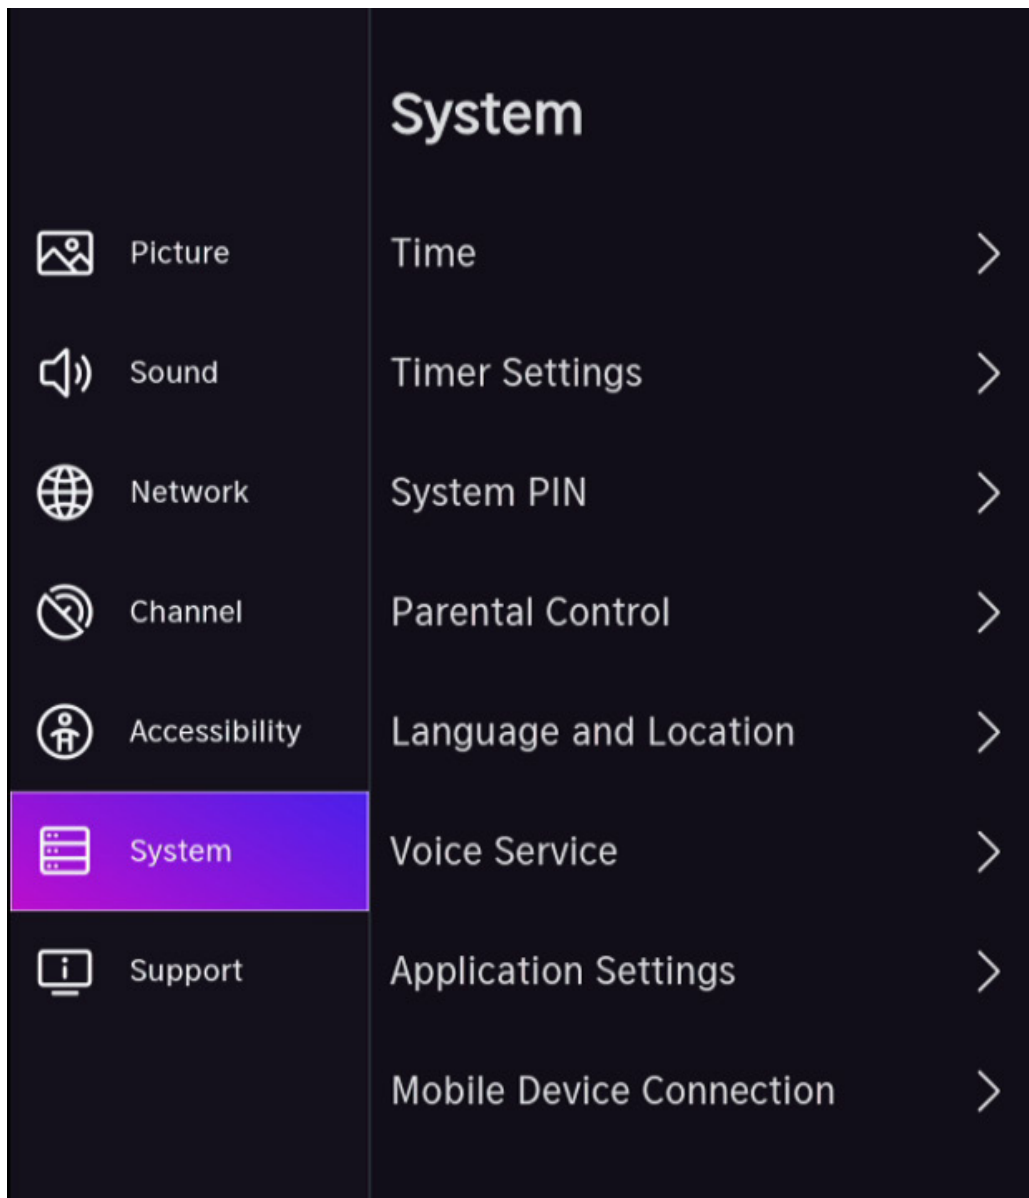 System
Picture
Sound
Network
Channel
Accessibility
System
Support
Time
Timer Settings
System PIN
Parental Control
Language and Location
Voice Service
Application Settings
Mobile Device Connection